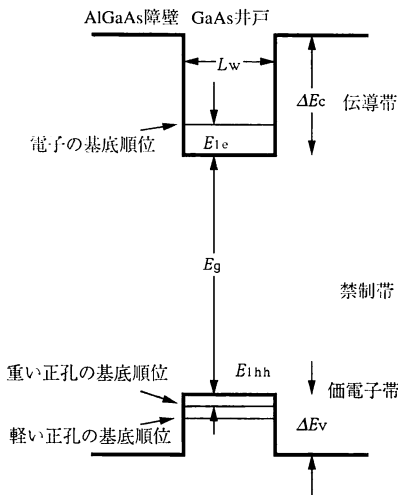 AlGaAs障壁 GaAs井戸
Lw
ΔEc 伝導帯
電子の基底順位
E1e
Eg
禁制帯
E1hh
重い正孔の基底順位
価電子帯
軽い正孔の基底順位
ΔEv